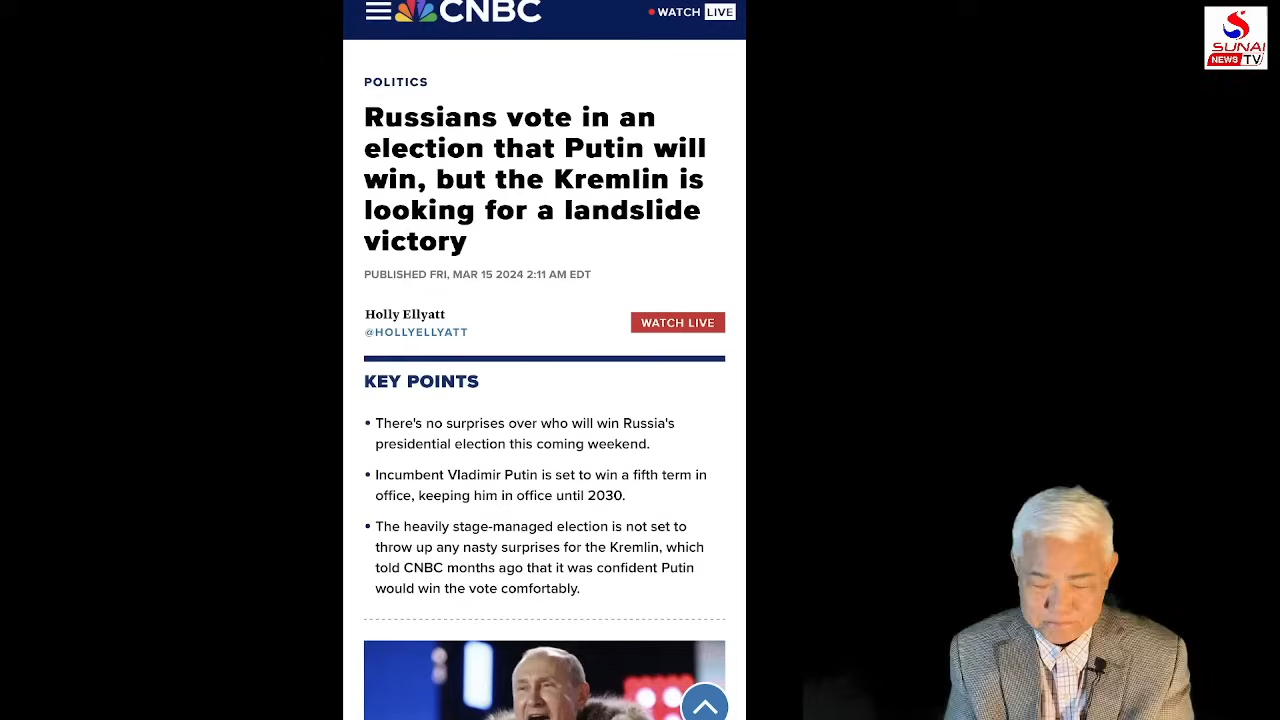 CNBC
WATCH LIVE
SUNAI
NEWS TV
POLITICS
Russians vote in an
election that Putin will
win, but the Kremlin is
looking for a landslide
victory
PUBLISHED FRI, MAR 15 2024 2:11 AM EDT
Holly Ellyatt
@HOLLYELLYATT
WATCH LIVE
KEY POINTS
• There's no surprises over who will win Russia's
presidential election this coming weekend.
• Incumbent Vladimir Putin is set to win a fifth term in
office, keeping him in office until 2030.
• The heavily stage-managed election is not set to
throw up any nasty surprises for the Kremlin, which
told CNBC months ago that it was confident Putin
would win the vote comfortably.